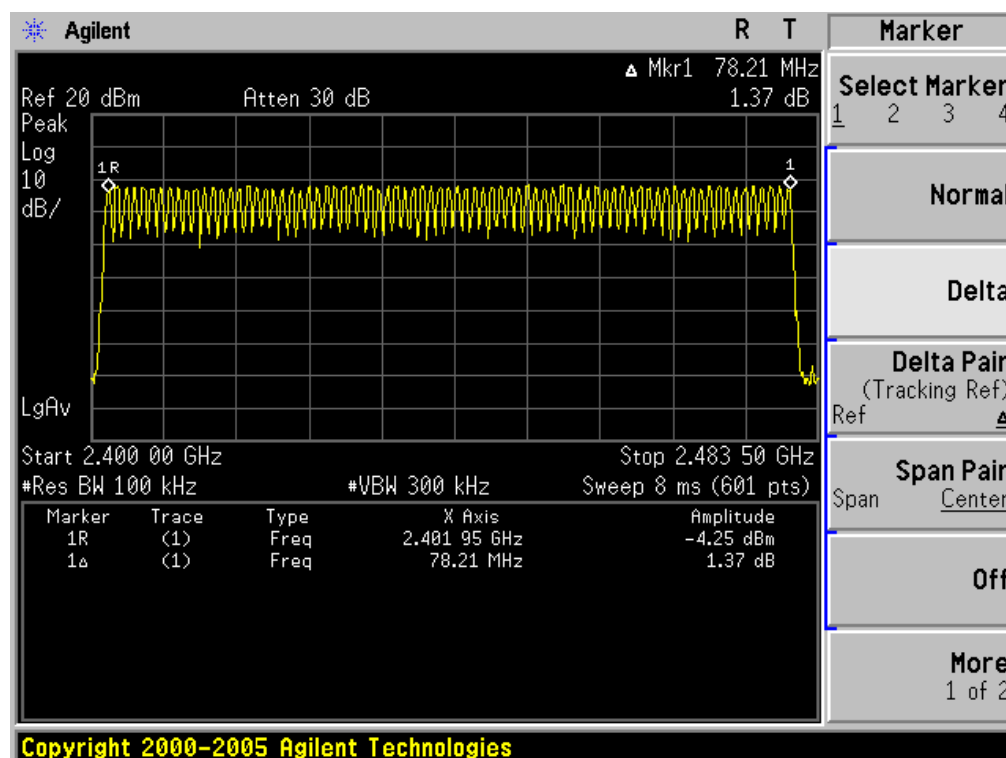 Agilent R T
Marker
Δ Mkr1 78.21 MHz
Ref 20 dBm Atten 30 dB 1.37 dB
Peak
Log
10
dB/
1R
1
LgAv
Start 2.400 00 GHz Stop 2.483 50 GHz
#Res BW 100 kHz #VBW 300 kHz Sweep 8 ms (601 pts)
Marker Trace Type X Axis Amplitude
1R (1) Freq 2.401 95 GHz -4.25 dBm
1Δ (1) Freq 78.21 MHz 1.37 dB
Select Marker
1 2 3 4
Normal
Delta
Delta Pair
(Tracking Ref)
Ref Δ
Span Pair
Span Center
Off
More
1 of 2
Copyright 2000-2005 Agilent Technologies